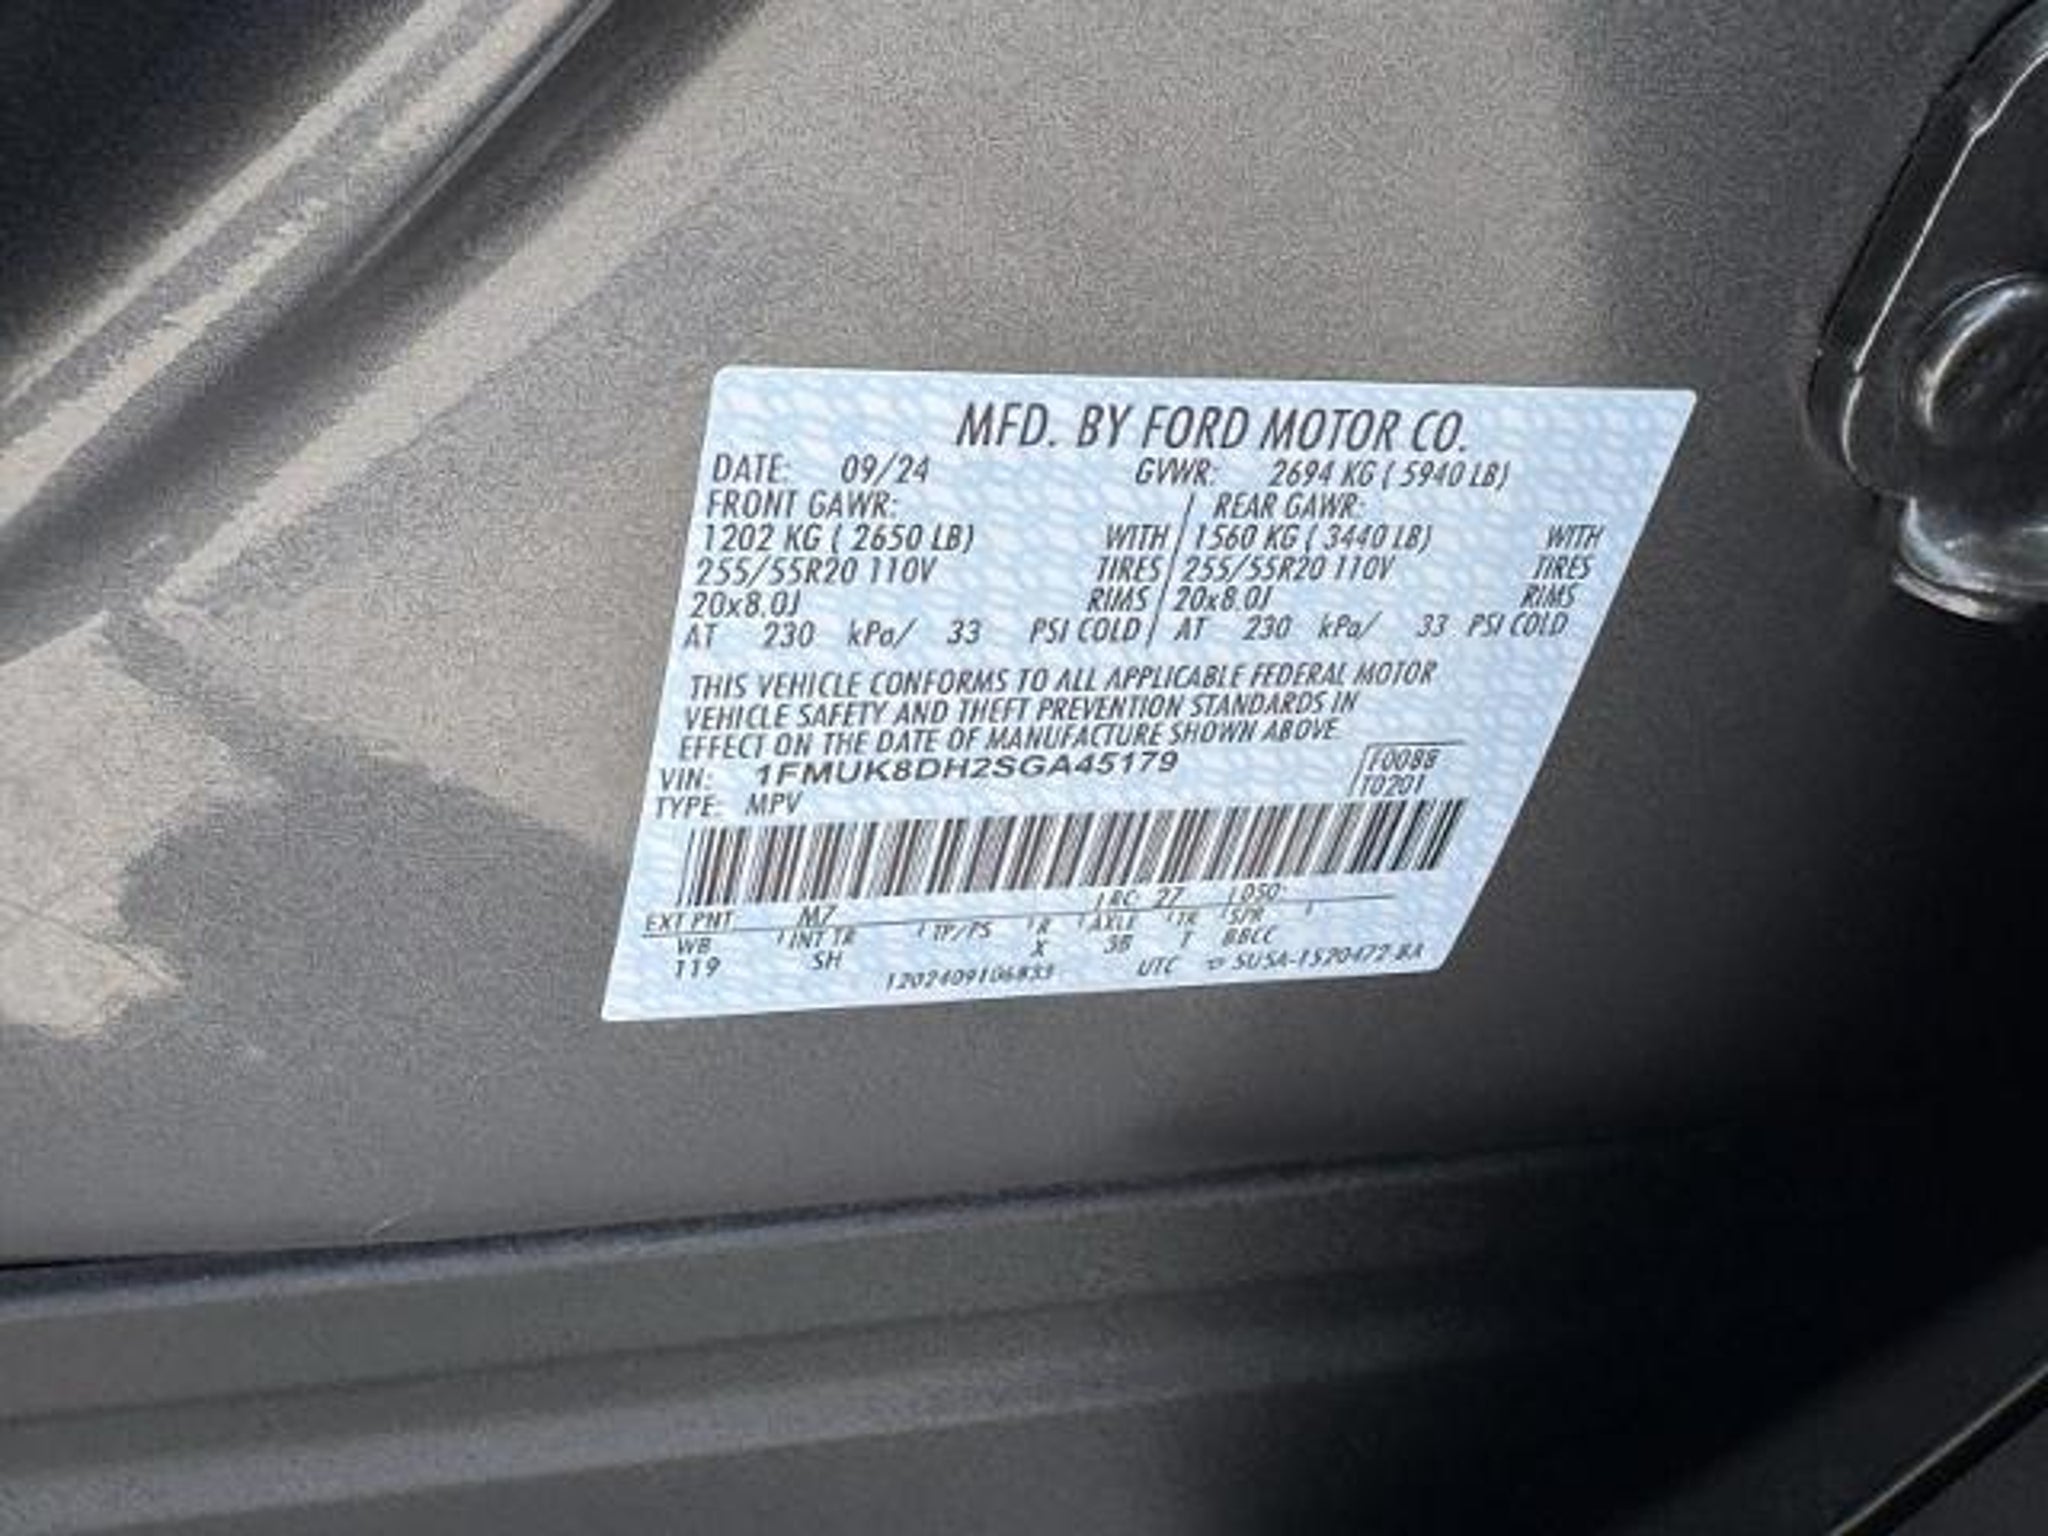 MFD. BY FORD MOTOR CO.
DATE: 09/24 GVWR: 2694 KG ( 5940 LB)
FRONT GAWR: / REAR GAWR:
1202 KG ( 2650 LB) WITH / 1560 KG ( 3440 LB) WITH
255/55R20 110V TIRES / 255/55R20 110V TIRES
20x8.0J RIMS / 20x8.0J RIMS
AT 230 kPa/ 33 PSI COLD / AT 230 kPa/ 33 PSI COLD
THIS VEHICLE CONFORMS TO ALL APPLICABLE FEDERAL MOTOR
VEHICLE SAFETY AND THEFT PREVENTION STANDARDS IN
EFFECT ON THE DATE OF MANUFACTURE SHOWN ABOVE.
VIN: 1FMUK8DH2SGA45179 F0088
TYPE: MPV T0201
EXT PNT M7 RC: 27 DSO:
WB INT TR TP/PS R AXLE TR SPR
119 SH X 3B T BBCC
1202409106833 UTC 5U5A-1520472-BA